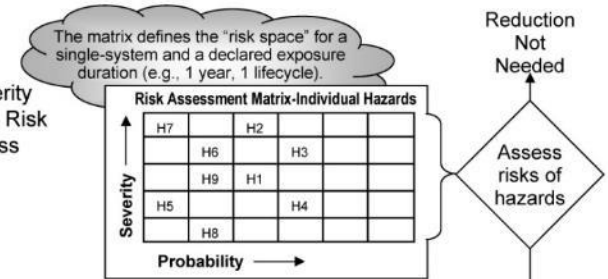 The matrix defines the “risk space” for a
single-system and a declared exposure
duration (e.g., 1 year, 1 lifecycle).
Reduction
Not
Needed
Risk
Risk Assessment Matrix-Individual Hazards
H7 H2
H6 H3
H9 H1
H5 H4
H8
Severity
Probability
Assess
risks of
hazards